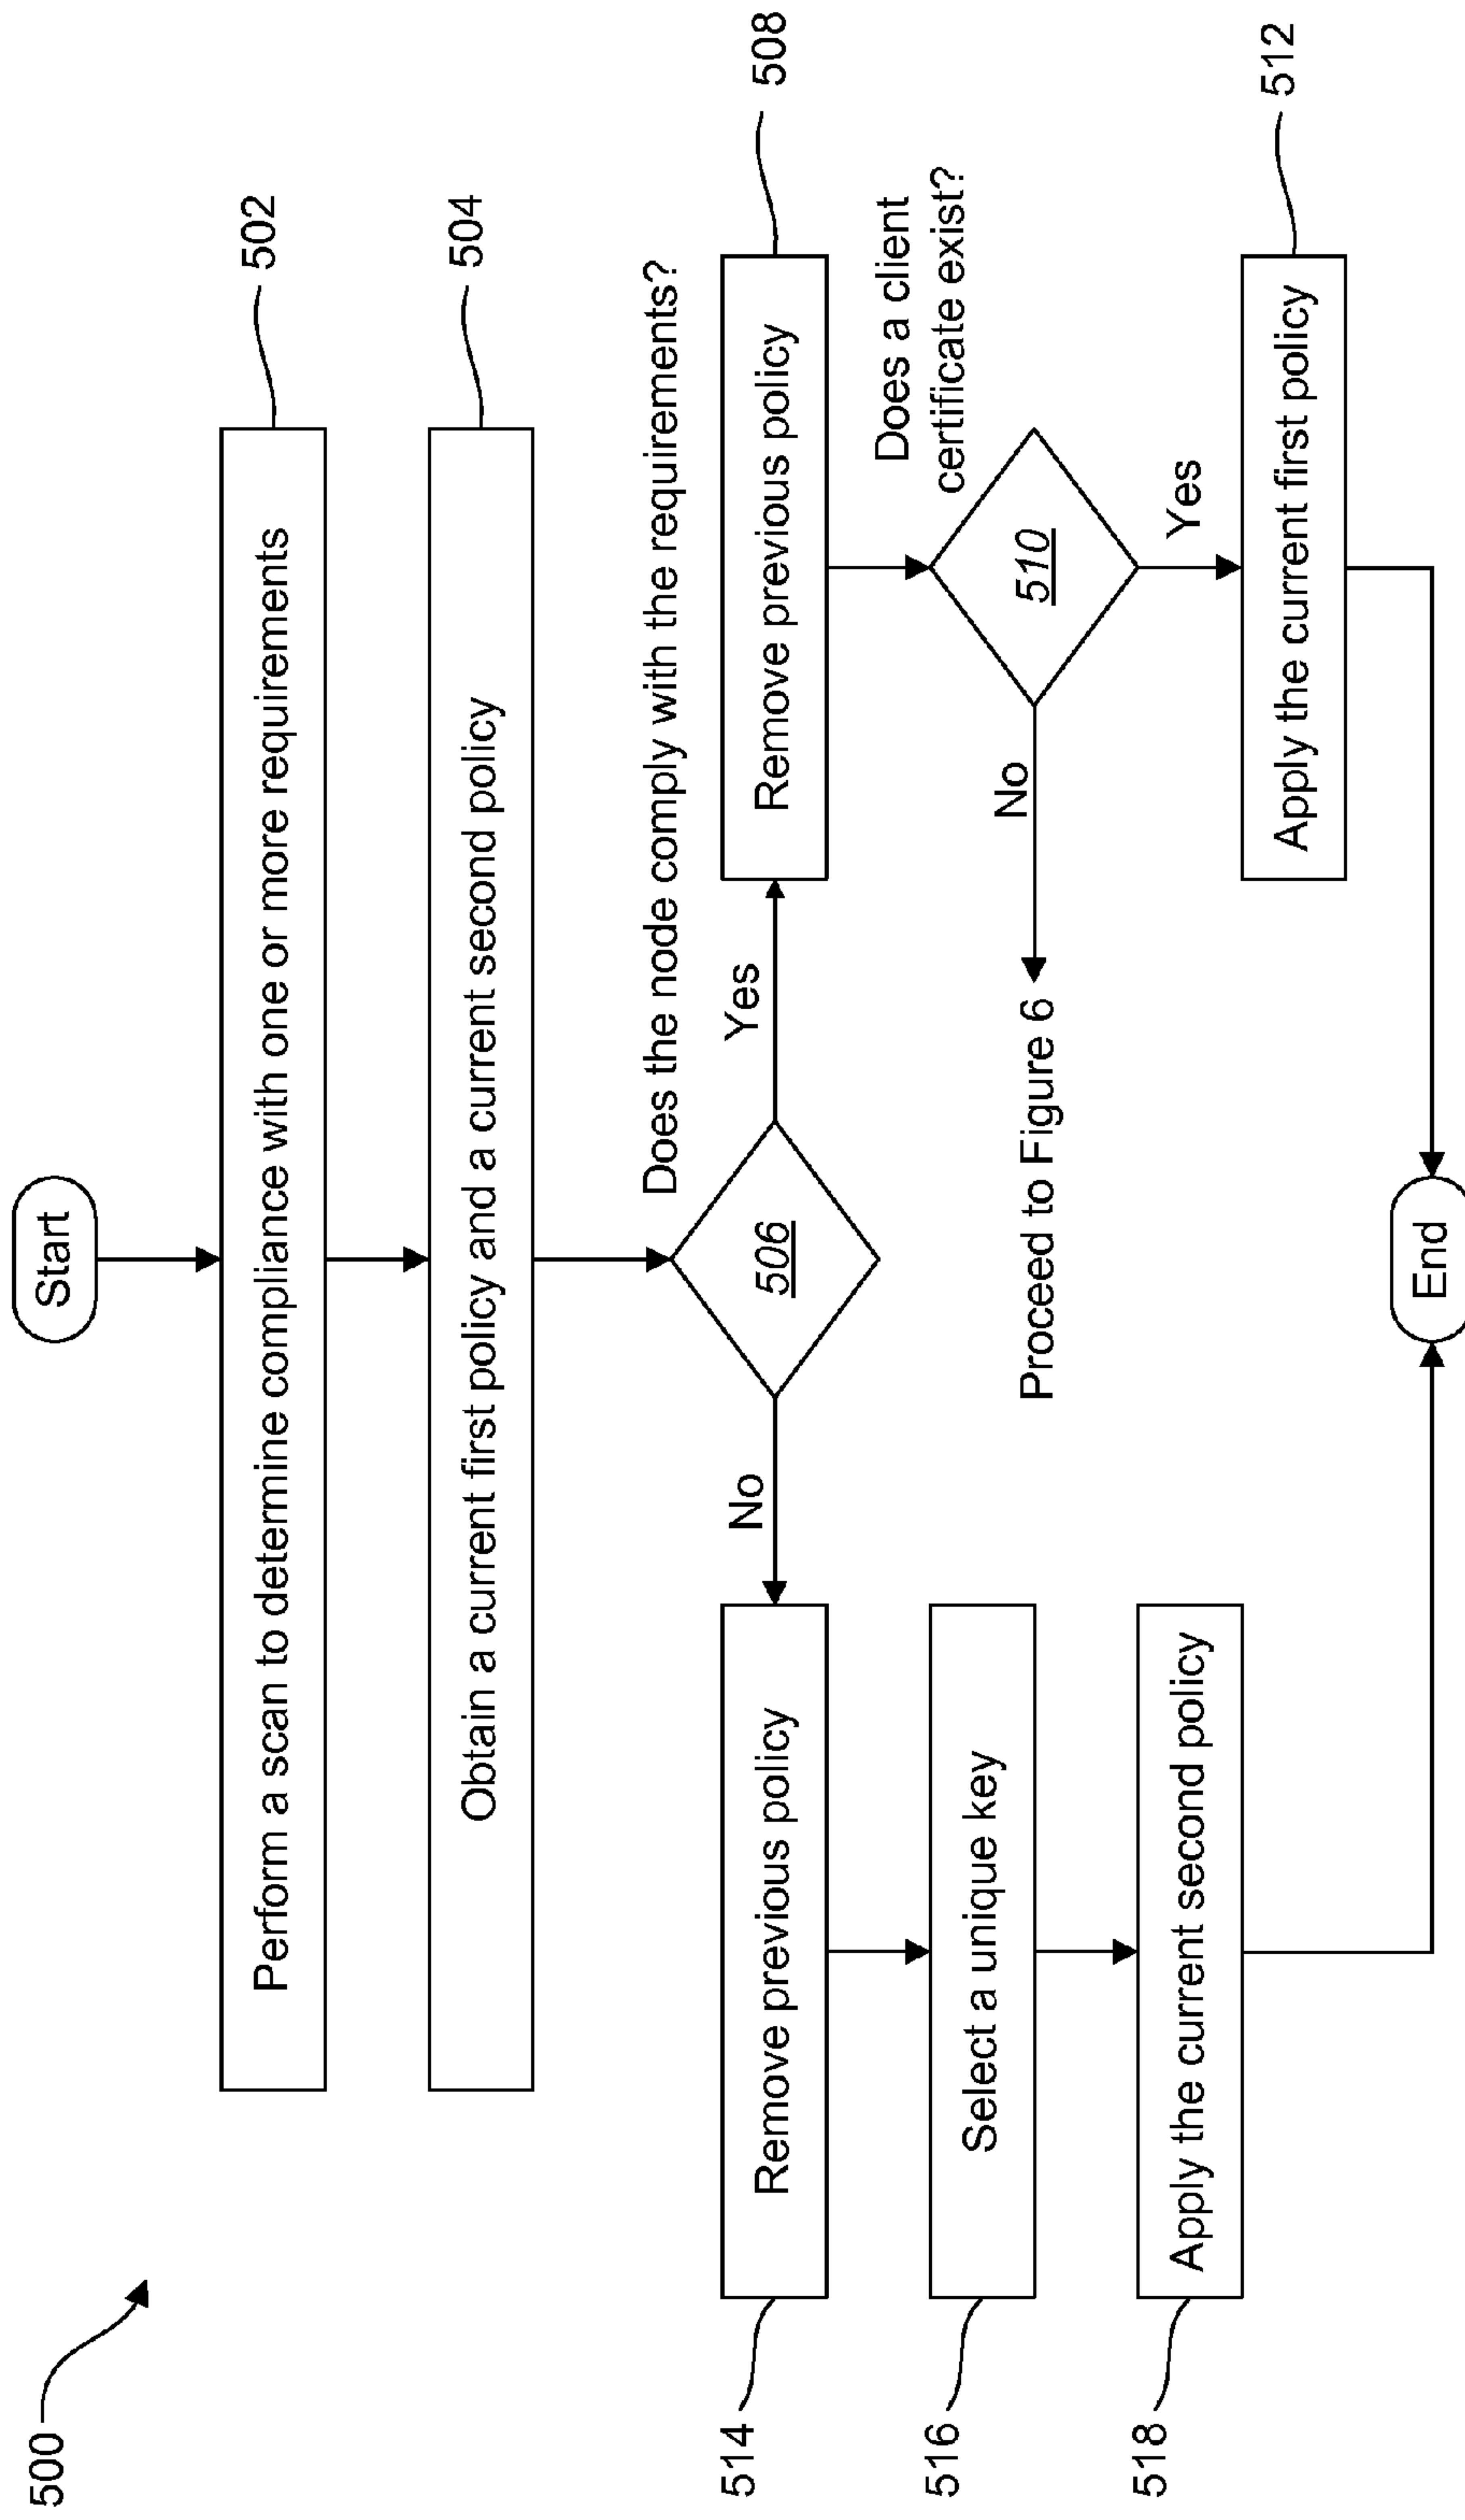 500
Start
Perform a scan to determine compliance with one or more requirements
502
Obtain a current first policy and a current second policy
504
Does the node comply with the requirements?
506
No
Yes
514
Remove previous policy
Remove previous policy
508
Does a client
certificate exist?
516
Select a unique key
Proceed to Figure 6
No
510
Yes
518
Apply the current second policy
Apply the current first policy
512
End